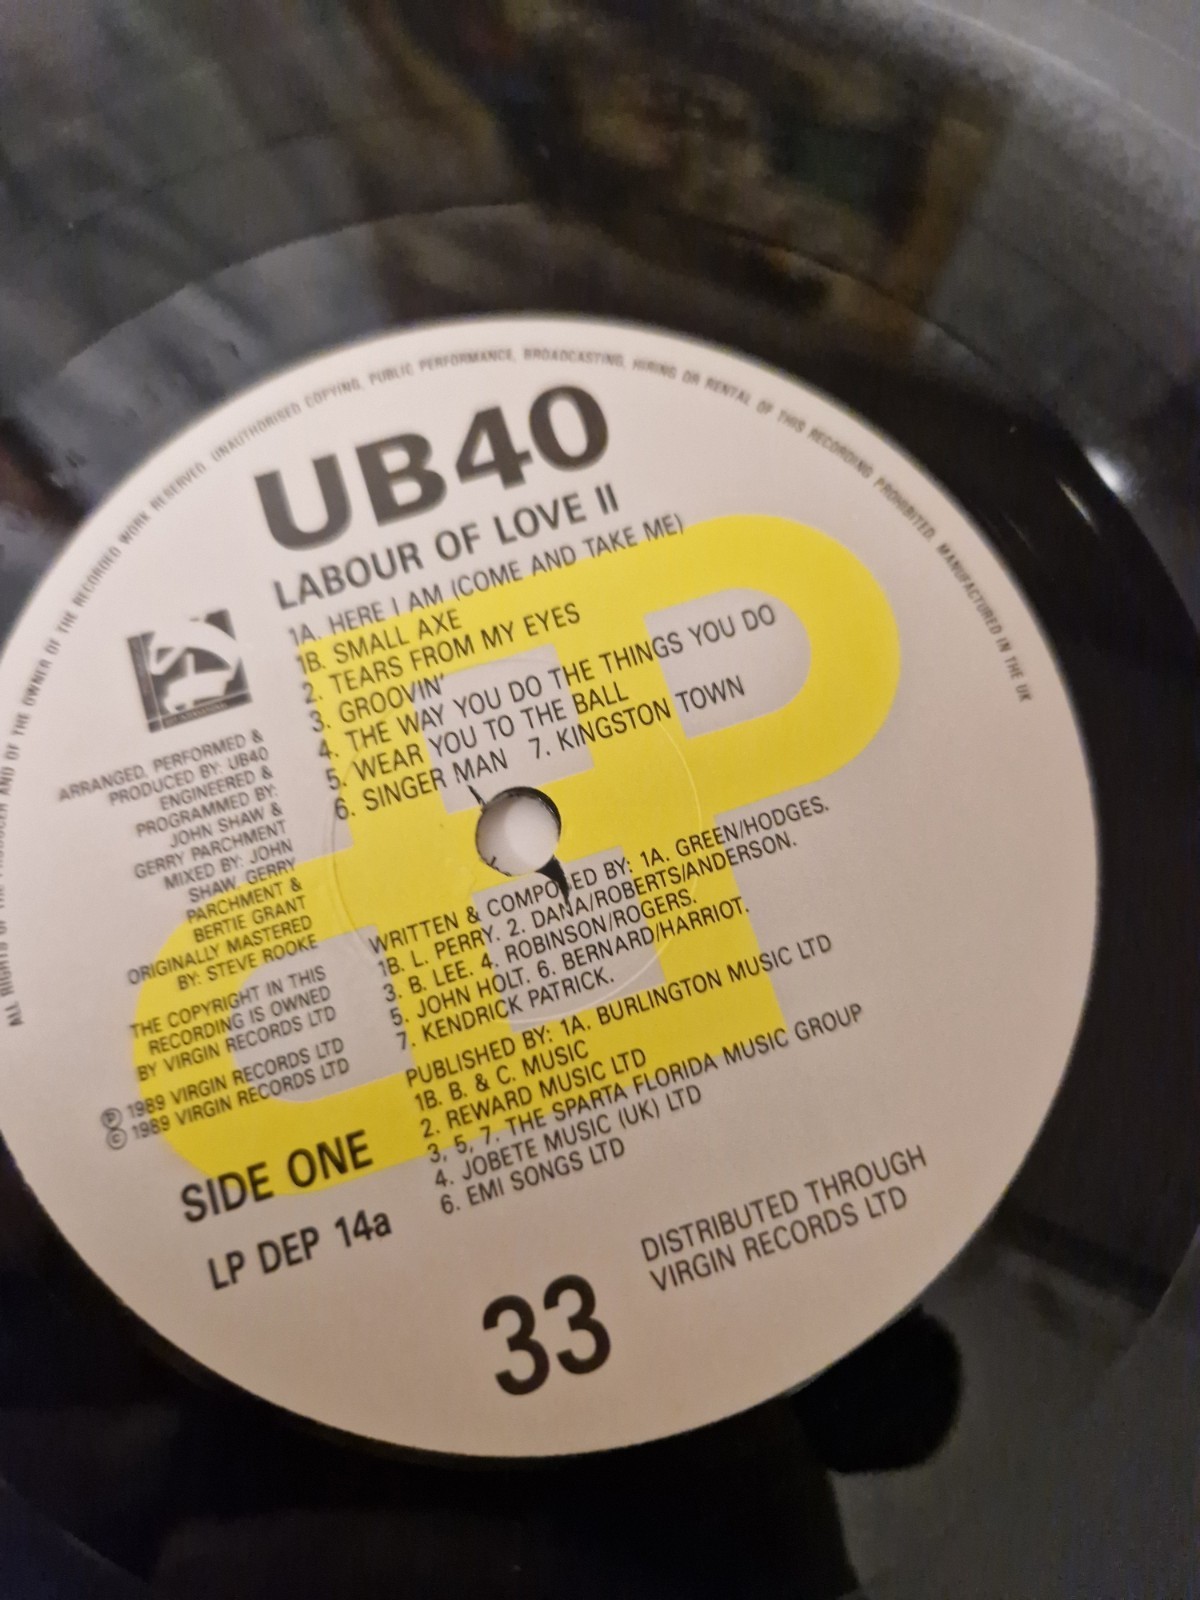 ALL RIGHTS OF THE PRODUCER AND OF THE OWNER OF THE RECORDED WORK RESERVED. UNAUTHORISED COPYING, PUBLIC PERFORMANCE, BROADCASTING, HIRING OR RENTAL OF THIS RECORDING PROHIBITED. MANUFACTURED IN THE UK
UB40
LABOUR OF LOVE II
1A. HERE I AM (COME AND TAKE ME)
1B. SMALL AXE
2. TEARS FROM MY EYES
3. GROOVIN'
4. THE WAY YOU DO THE THINGS YOU DO
5. WEAR YOU TO THE BALL
6. SINGER MAN 7. KINGSTON TOWN
ARRANGED, PERFORMED &
PRODUCED BY: UB40
ENGINEERED &
PROGRAMMED BY:
JOHN SHAW &
GERRY PARCHMENT
MIXED BY: JOHN
SHAW, GERRY
PARCHMENT &
BERTIE GRANT
ORIGINALLY MASTERED
BY: STEVE ROOKE
THE COPYRIGHT IN THIS
RECORDING IS OWNED
BY VIRGIN RECORDS LTD
℗ 1989 VIRGIN RECORDS LTD
© 1989 VIRGIN RECORDS LTD
WRITTEN & COMPOSED BY: 1A. GREEN/HODGES.
1B. L. PERRY. 2. DANA/ROBERTS/ANDERSON.
3. B. LEE. 4. ROBINSON/ROGERS.
5. JOHN HOLT. 6. BERNARD/HARRIOT.
7. KENDRICK PATRICK.
PUBLISHED BY: 1A. BURLINGTON MUSIC LTD
1B. B. & C. MUSIC
2. REWARD MUSIC LTD
3, 5, 7. THE SPARTA FLORIDA MUSIC GROUP
4. JOBETE MUSIC (UK) LTD
6. EMI SONGS LTD
SIDE ONE
LP DEP 14a
33
DISTRIBUTED THROUGH
VIRGIN RECORDS LTD